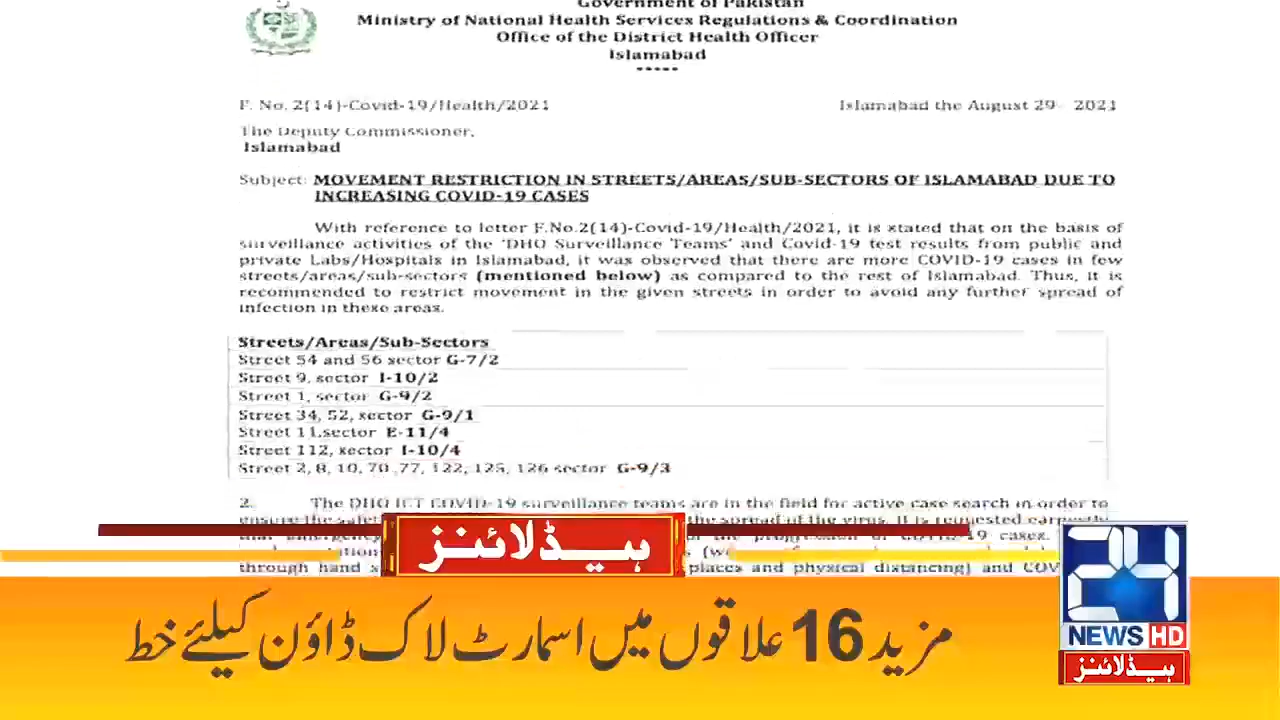 Government of Pakistan
Ministry of National Health Services Regulations & Coordination
Office of the District Health Officer
Islamabad
*****
F. No. 2(14)-Covid-19/Health/2021 Islamabad the August 29 2021
The Deputy Commissioner,
Islamabad
Subject: MOVEMENT RESTRICTION IN STREETS/AREAS/SUB-SECTORS OF ISLAMABAD DUE TO
INCREASING COVID-19 CASES
With reference to letter F.No.2(14)-Covid-19/Health/2021, it is stated that on the basis of
surveillance activities of the 'DHO Surveillance Teams' and Covid-19 test results from public and
private Labs/Hospitals in Islamabad, it was observed that there are more COVID-19 cases in few
streets/areas/sub-sectors (mentioned below) as compared to the rest of Islamabad. Thus, it is
recommended to restrict movement in the given streets in order to avoid any further spread of
infection in these areas.
Streets/Areas/Sub-Sectors
Street 54 and 56 sector G-7/2
Street 9, sector I-10/2
Street 1, sector G-9/2
Street 34, 52, sector G-9/1
Street 11,sector E-11/4
Street 112, sector I-10/4
Street 2, 8, 10, 70 ,77, 122, 125, 126 sector G-9/3
2. The DHO ICT COVID-19 surveillance teams are in the field for active case search in order to
ensure the the spread of the virus. It is requested earnestly
that the progression of COVID-19 cases.
through hand places and physical distancing) and
ہیڈلائنز
24
NEWS HD
ہیڈلائنز
مزید 16 علاقوں میں اسمارٹ لاک ڈاؤن کیلئے خط